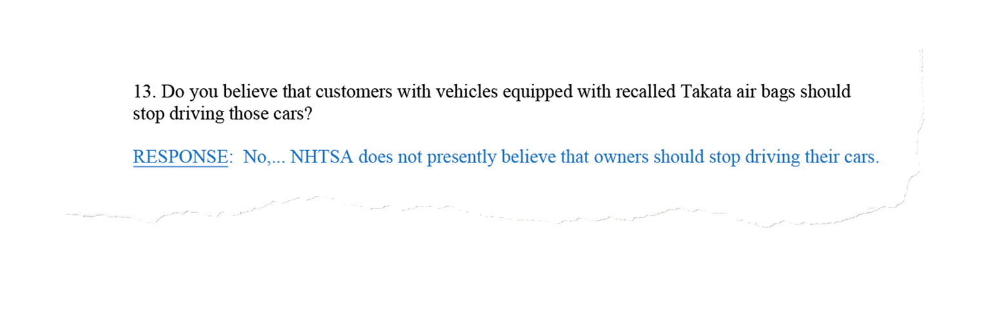 13. Do you believe that customers with vehicles equipped with recalled Takata air bags should
stop driving those cars?
RESPONSE:  No,... NHTSA does not presently believe that owners should stop driving their cars.